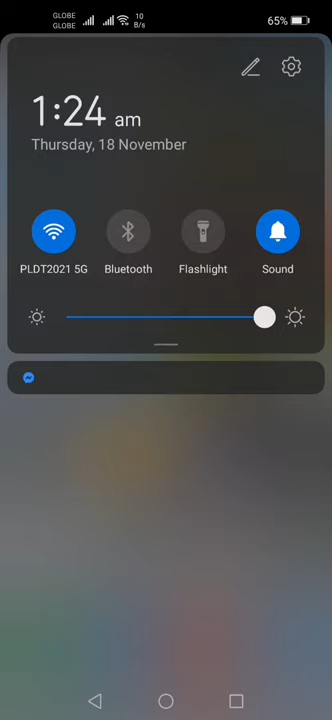 GLOBE
GLOBE
10
B/s
65%
1:24 am
Thursday, 18 November
PLDT2021 5G
Bluetooth
Flashlight
Sound